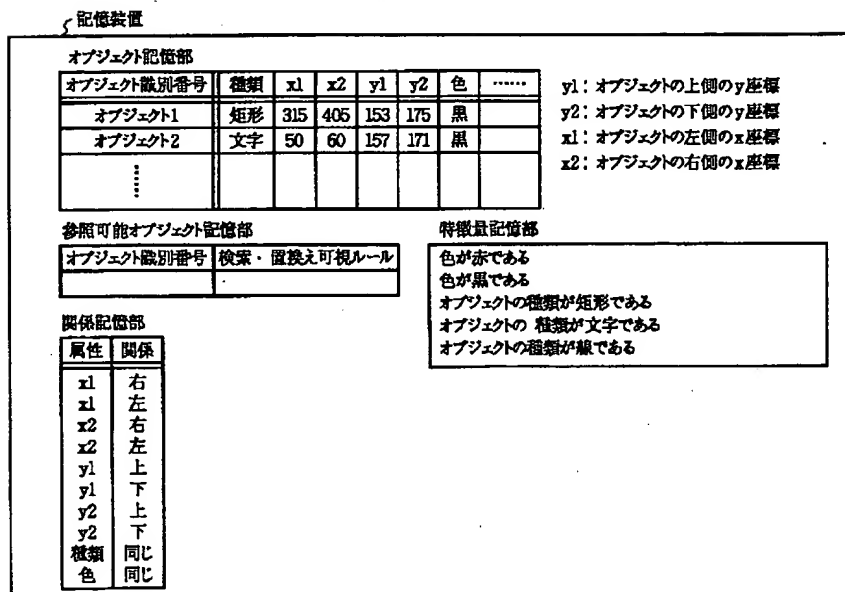 記憶装置
オブジェクト記憶部
オブジェクト識別番号 種類 x1 x2 y1 y2 色 ……
オブジェクト1 矩形 315 405 153 175 黒
オブジェクト2 文字 50 60 157 171 黒
⋮
y1：オブジェクトの上側のy座標
y2：オブジェクトの下側のy座標
x1：オブジェクトの左側のx座標
x2：オブジェクトの右側のx座標
参照可能オブジェクト記憶部
オブジェクト識別番号 検索・置換え可視ルール
特徴量記憶部
色が赤である
色が黒である
オブジェクトの種類が矩形である
オブジェクトの 種類が文字である
オブジェクトの種類が線である
関係記憶部
属性 関係
x1 右
x1 左
x2 右
x2 左
y1 上
y1 下
y2 上
y2 下
種類 同じ
色 同じ